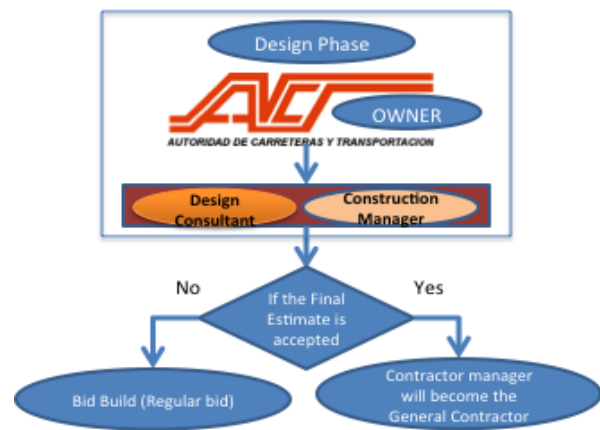 Design Phase
ACT
OWNER
AUTORIDAD DE CARRETERAS Y TRANSPORTACION
Design
Consultant
Construction
Manager
No
Yes
If the Final
Estimate is
accepted
Bid Build (Regular bid)
Contractor manager
will become the
General Contractor